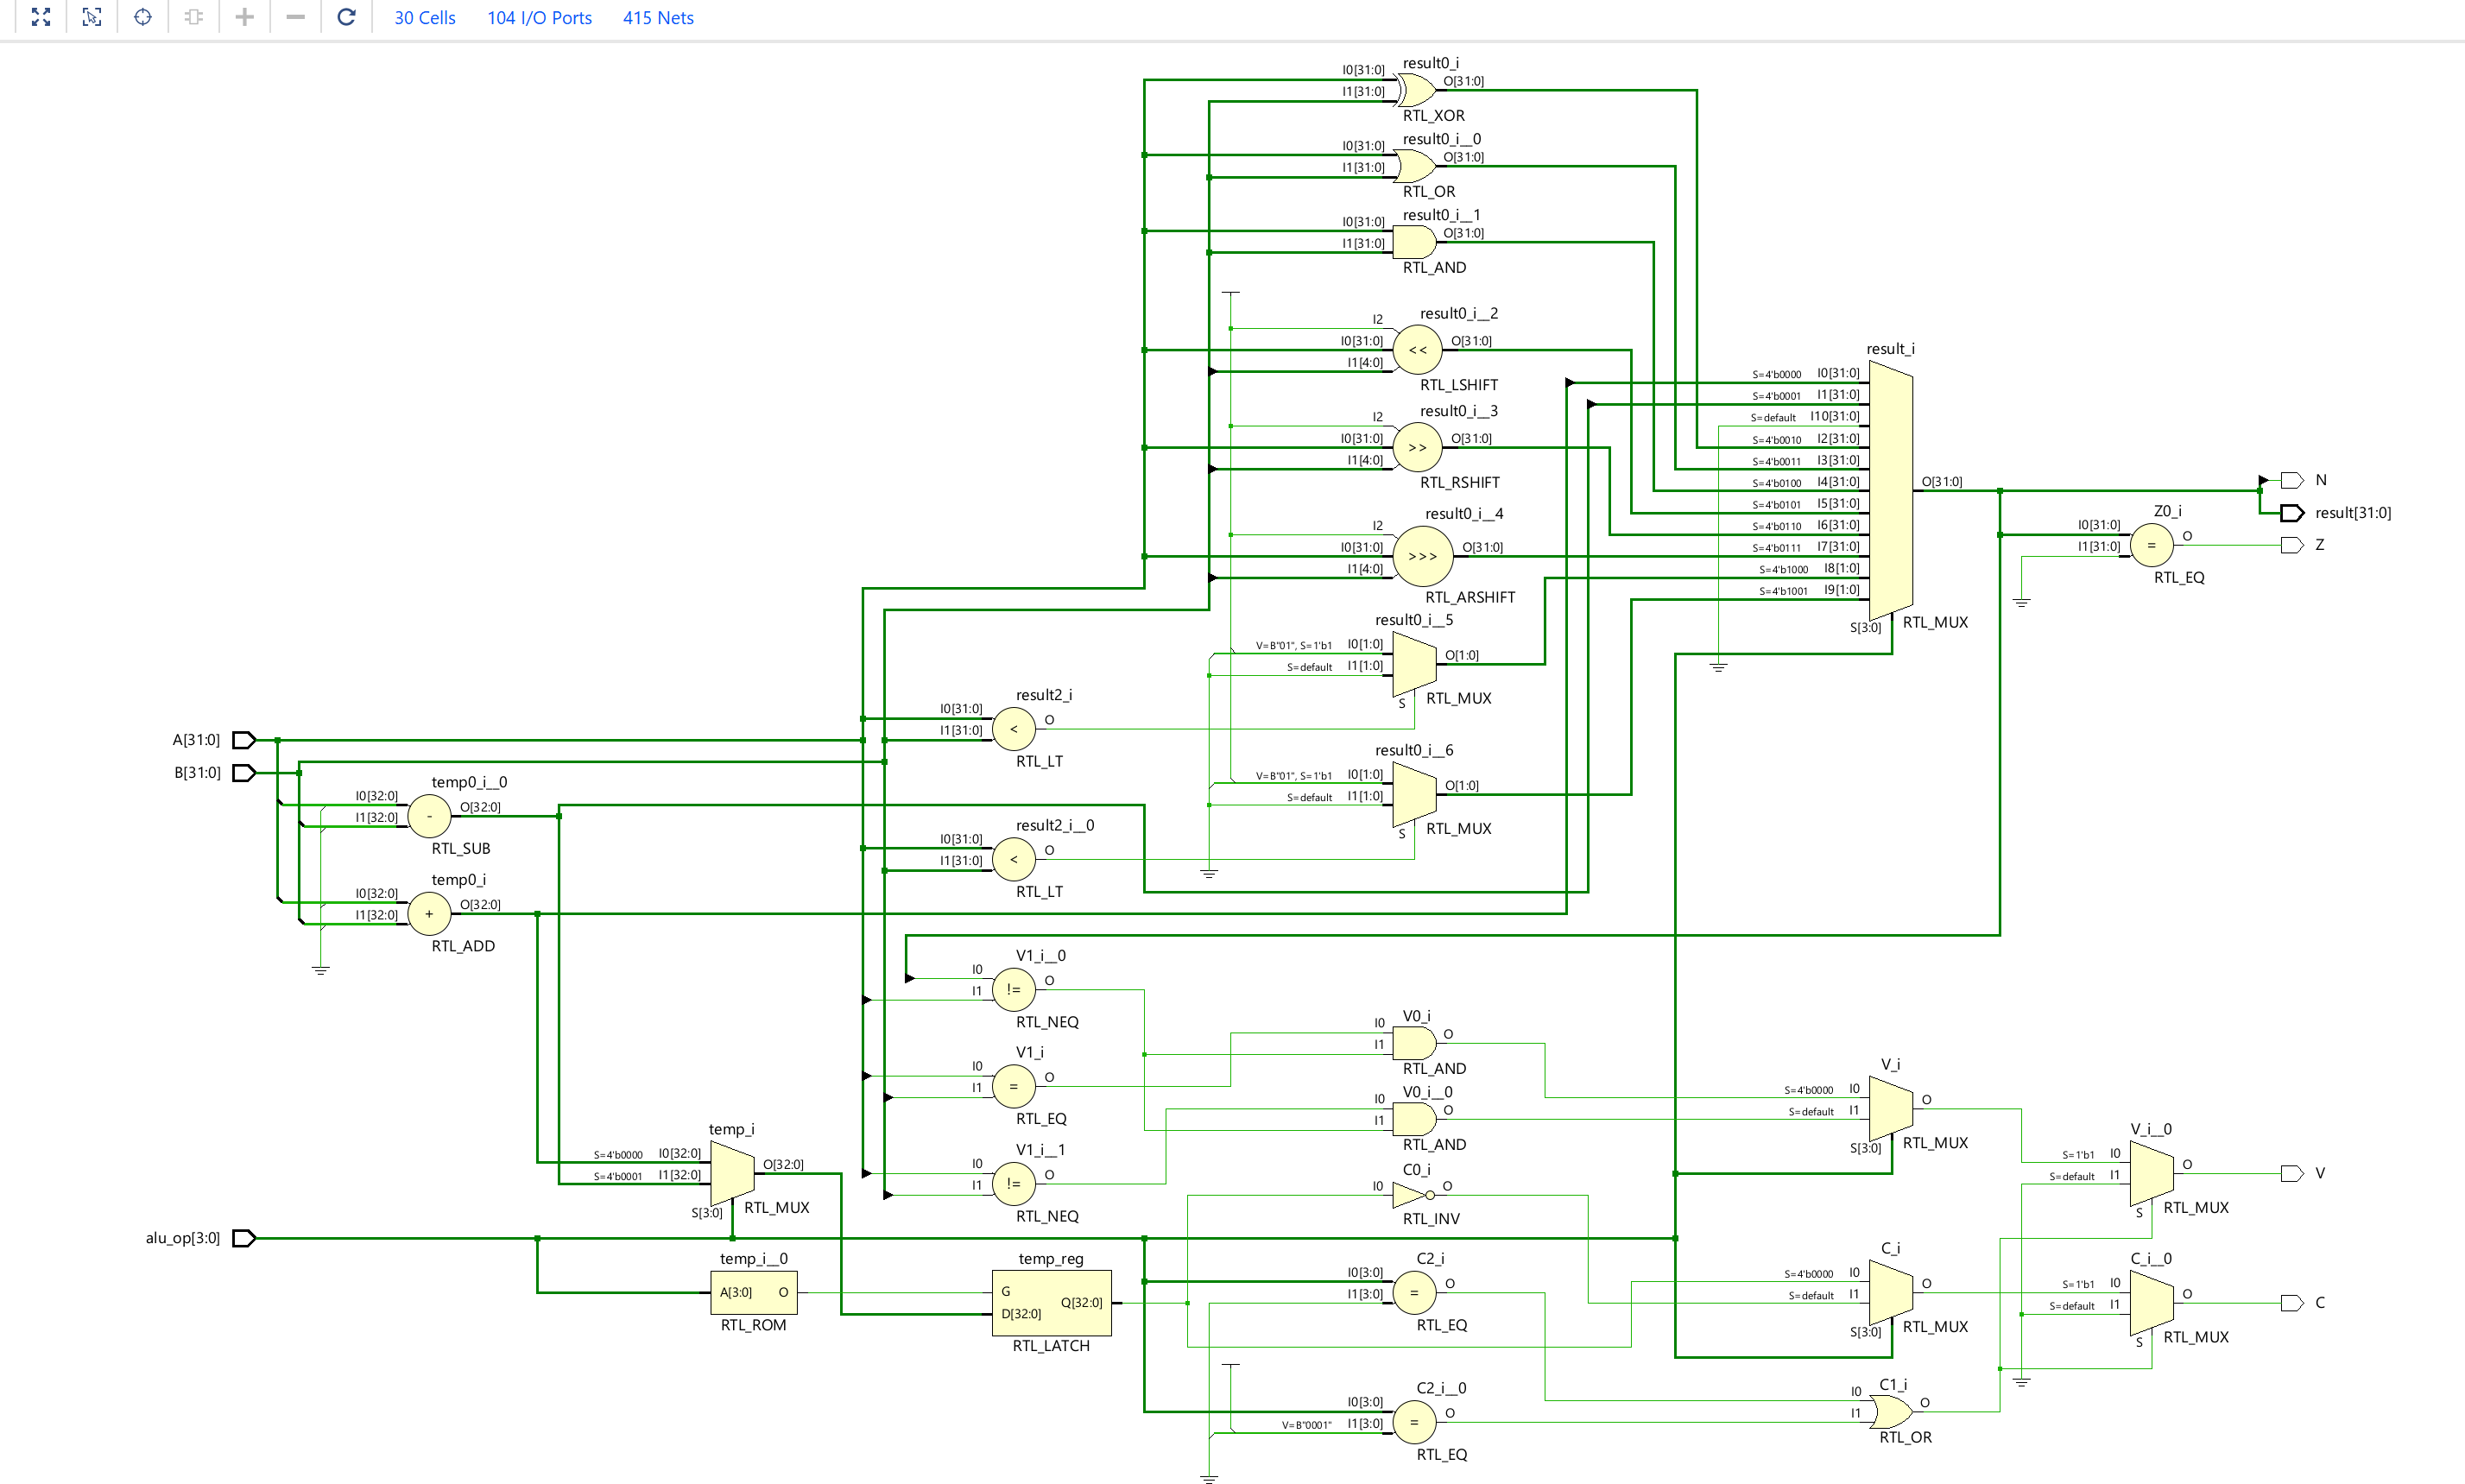 30 Cells 104 I/O Ports 415 Nets
result0_i
I0[31:0]
I1[31:0]
O[31:0]
RTL_XOR
result0_i__0
I0[31:0]
I1[31:0]
O[31:0]
RTL_OR
result0_i__1
I0[31:0]
I1[31:0]
O[31:0]
RTL_AND
result0_i__2
I2
I0[31:0]
I1[4:0]
<<
O[31:0]
RTL_LSHIFT
result0_i__3
I2
I0[31:0]
I1[4:0]
>>
O[31:0]
RTL_RSHIFT
result0_i__4
I2
I0[31:0]
I1[4:0]
>>>
O[31:0]
RTL_ARSHIFT
result0_i__5
V=B"01", S=1'b1 I0[1:0]
S=default I1[1:0]
O[1:0]
S
RTL_MUX
result0_i__6
V=B"01", S=1'b1 I0[1:0]
S=default I1[1:0]
O[1:0]
S
RTL_MUX
result_i
S=4'b0000 I0[31:0]
S=4'b0001 I1[31:0]
S=default I10[31:0]
S=4'b0010 I2[31:0]
S=4'b0011 I3[31:0]
S=4'b0100 I4[31:0]
S=4'b0101 I5[31:0]
S=4'b0110 I6[31:0]
S=4'b0111 I7[31:0]
S=4'b1000 I8[1:0]
S=4'b1001 I9[1:0]
O[31:0]
S[3:0]
RTL_MUX
N
result[31:0]
Z0_i
I0[31:0]
I1[31:0]
=
O
RTL_EQ
Z
result2_i
I0[31:0]
I1[31:0]
<
O
RTL_LT
result2_i__0
I0[31:0]
I1[31:0]
<
O
RTL_LT
A[31:0]
B[31:0]
temp0_i__0
I0[32:0]
I1[32:0]
-
O[32:0]
RTL_SUB
temp0_i
I0[32:0]
I1[32:0]
+
O[32:0]
RTL_ADD
V1_i__0
I0
I1
!=
O
RTL_NEQ
V1_i
I0
I1
=
O
RTL_EQ
V1_i__1
I0
I1
!=
O
RTL_NEQ
V0_i
I0
I1
O
RTL_AND
V0_i__0
I0
I1
O
RTL_AND
C0_i
I0
O
RTL_INV
V_i
S=4'b0000 I0
S=default I1
O
S[3:0]
RTL_MUX
V_i__0
S=1'b1 I0
S=default I1
O
S
RTL_MUX
V
temp_i
S=4'b0000 I0[32:0]
S=4'b0001 I1[32:0]
O[32:0]
S[3:0]
RTL_MUX
alu_op[3:0]
temp_i__0
A[3:0] O
RTL_ROM
temp_reg
G
D[32:0]
Q[32:0]
RTL_LATCH
C2_i
I0[3:0]
I1[3:0]
=
O
RTL_EQ
C2_i__0
I0[3:0]
V=B"0001" I1[3:0]
=
O
RTL_EQ
C_i
S=4'b0000 I0
S=default I1
O
S[3:0]
RTL_MUX
C_i__0
S=1'b1 I0
S=default I1
O
S
RTL_MUX
C
C1_i
I0
I1
O
RTL_OR